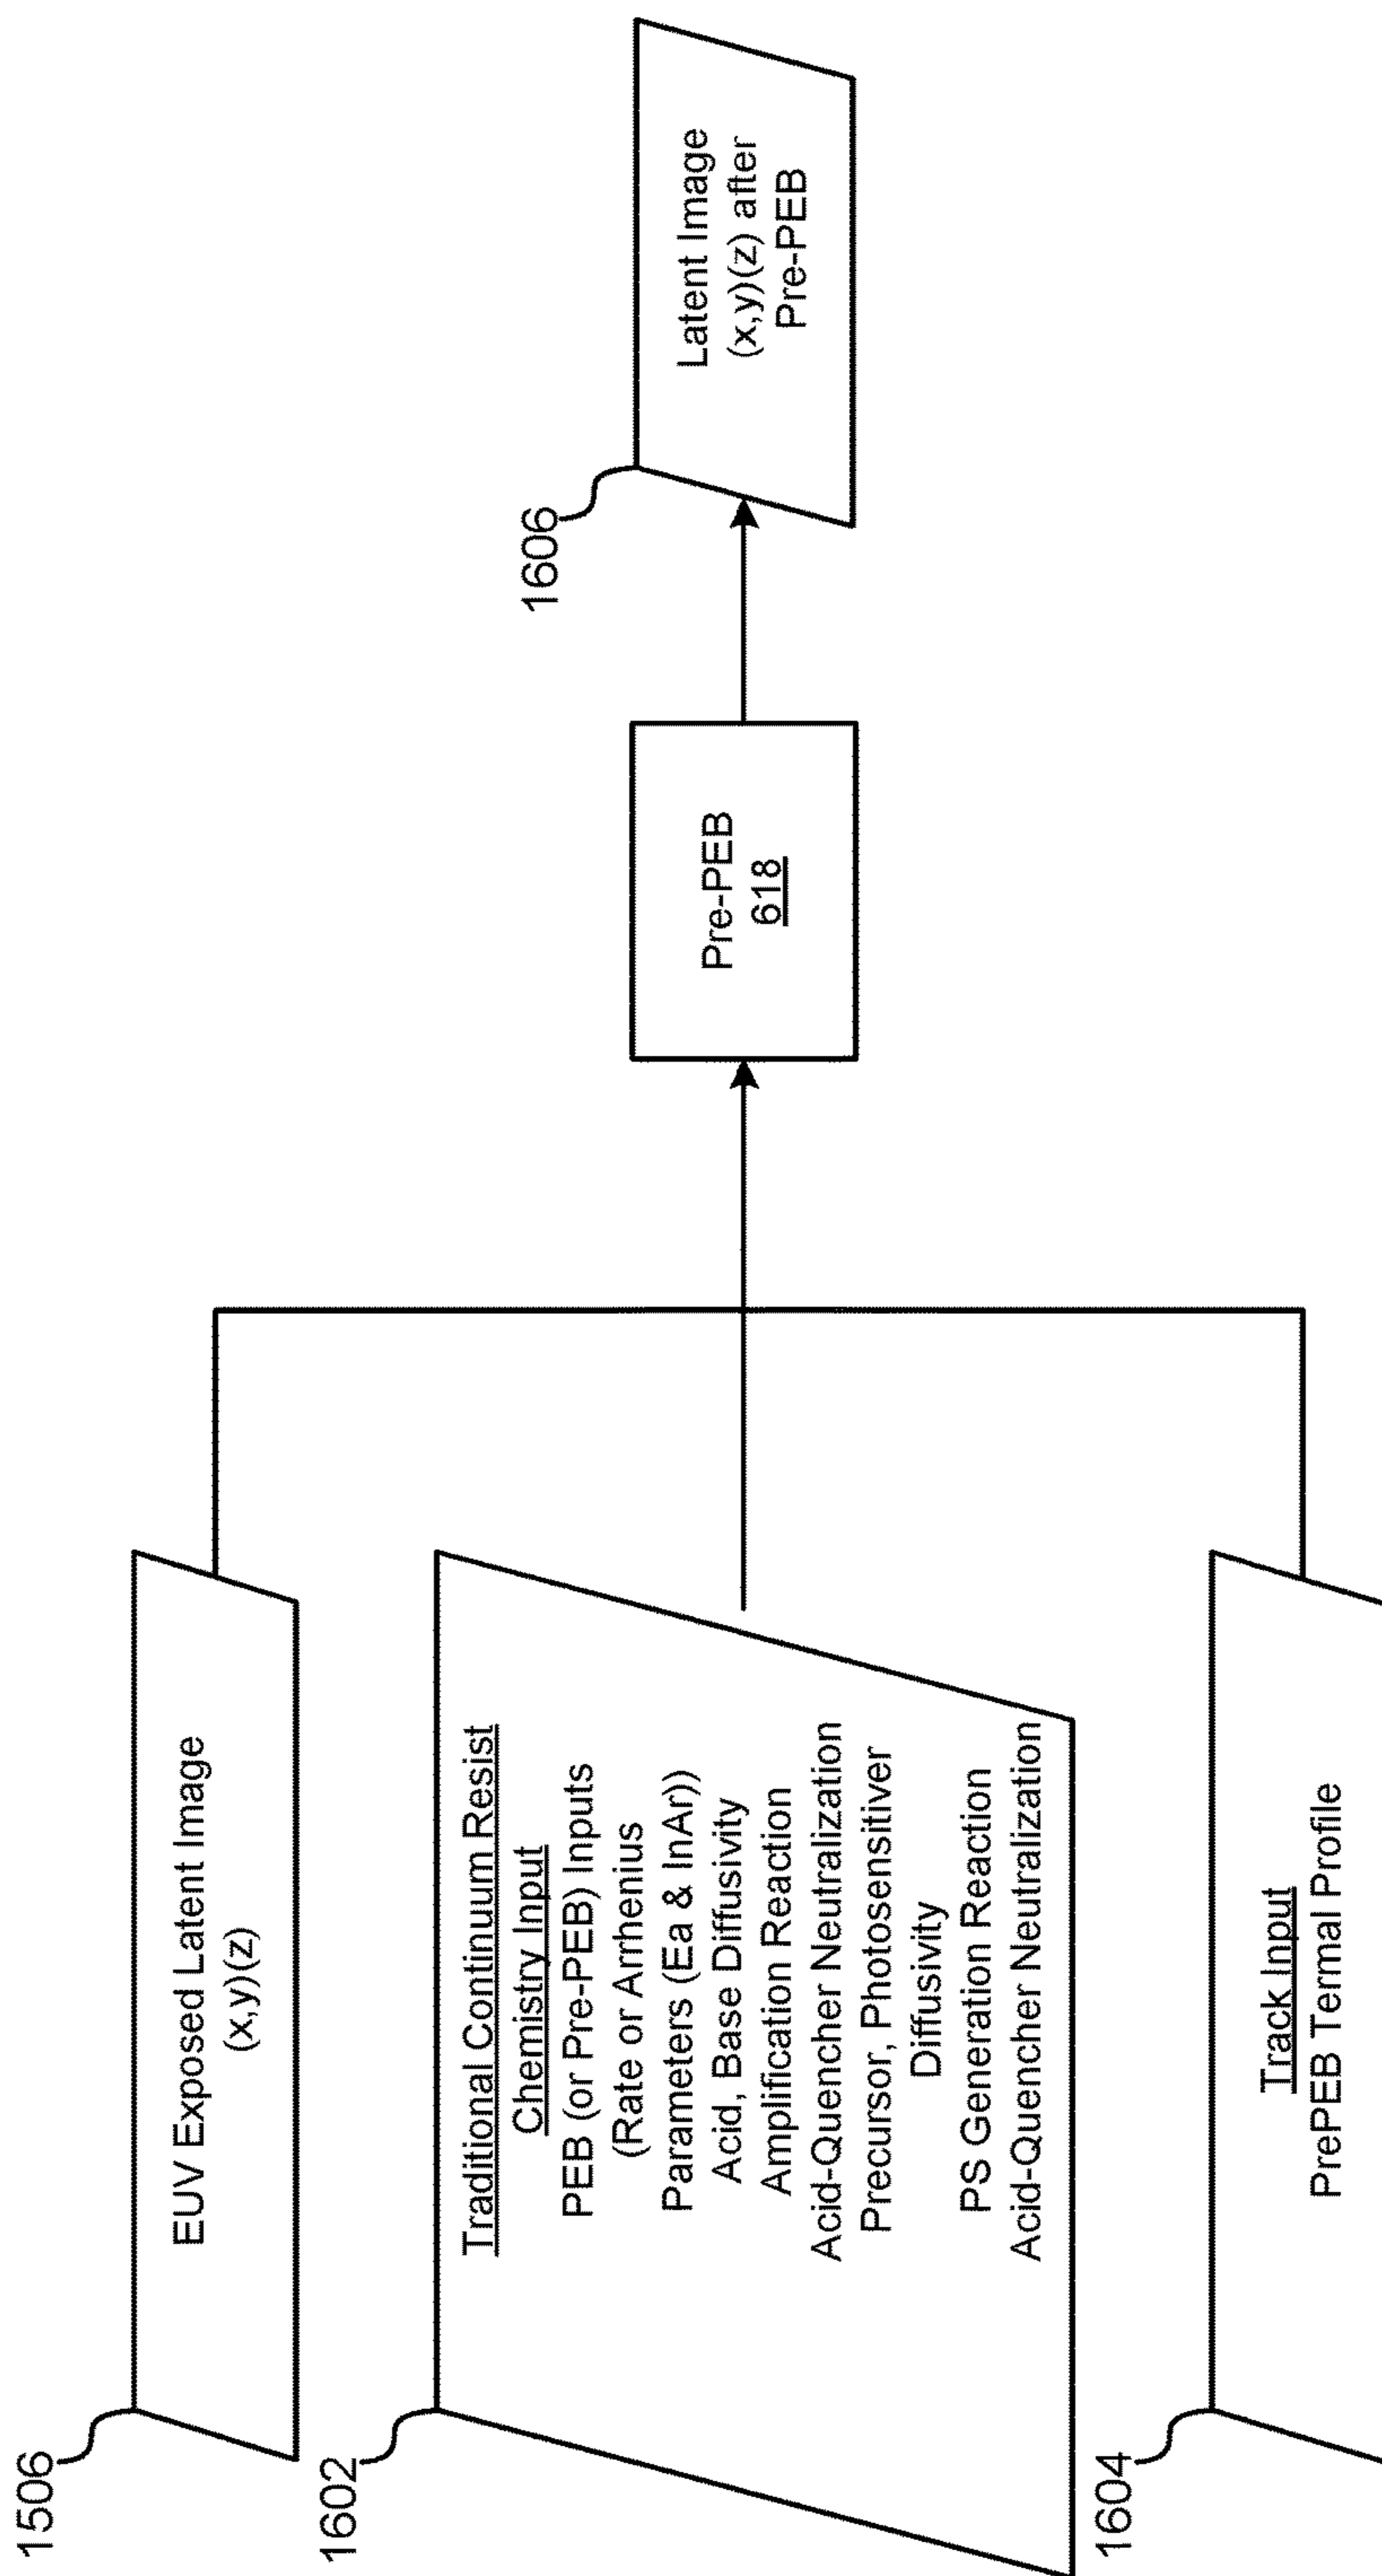 1506
EUV Exposed Latent Image
(x,y)(z)
1602
Traditional Continuum Resist
Chemistry Input
PEB (or Pre-PEB) Inputs
(Rate or Arrhenius
Parameters (Ea & InAr))
Acid, Base Diffusivity
Amplification Reaction
Acid-Quencher Neutralization
Precursor, Photosensitiver
Diffusivity
PS Generation Reaction
Acid-Quencher Neutralization
1604
Track Input
PrePEB Termal Profile
Pre-PEB
618
1606
Latent Image
(x,y)(z) after
Pre-PEB